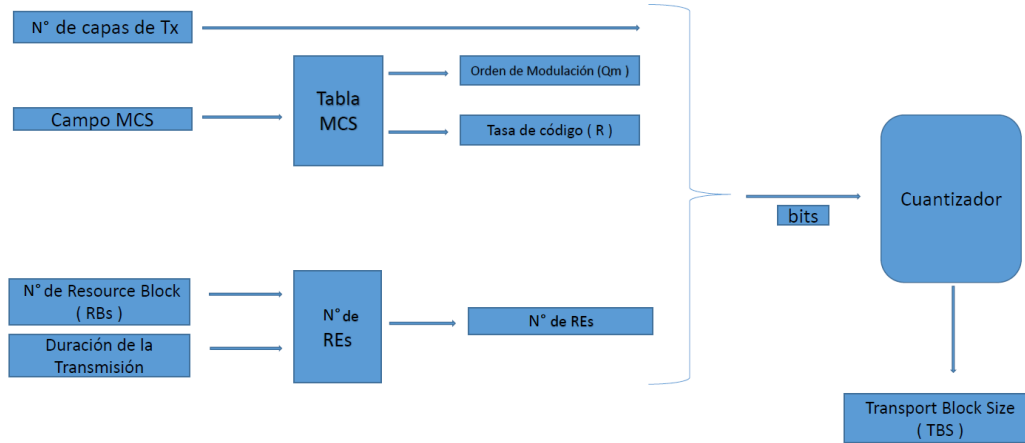 N° de capas de Tx
Campo MCS
Tabla
MCS
Orden de Modulación (Qm )
Tasa de código ( R )
N° de Resource Block
( RBs )
Duración de la
Transmisión
N° de
REs
N° de REs
bits
Cuantizador
Transport Block Size
( TBS )